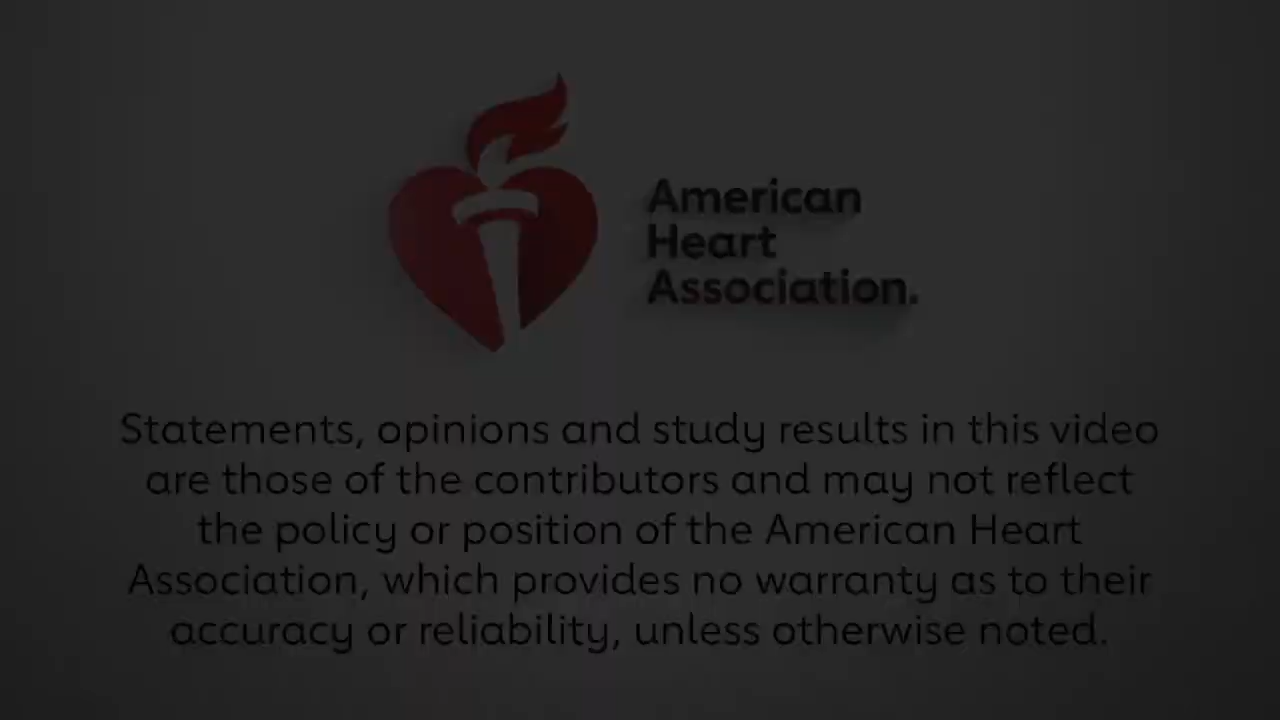 American
Heart
Association.
Statements, opinions and study results in this video
are those of the contributors and may not reflect
the policy or position of the American Heart
Association, which provides no warranty as to their
accuracy or reliability, unless otherwise noted.